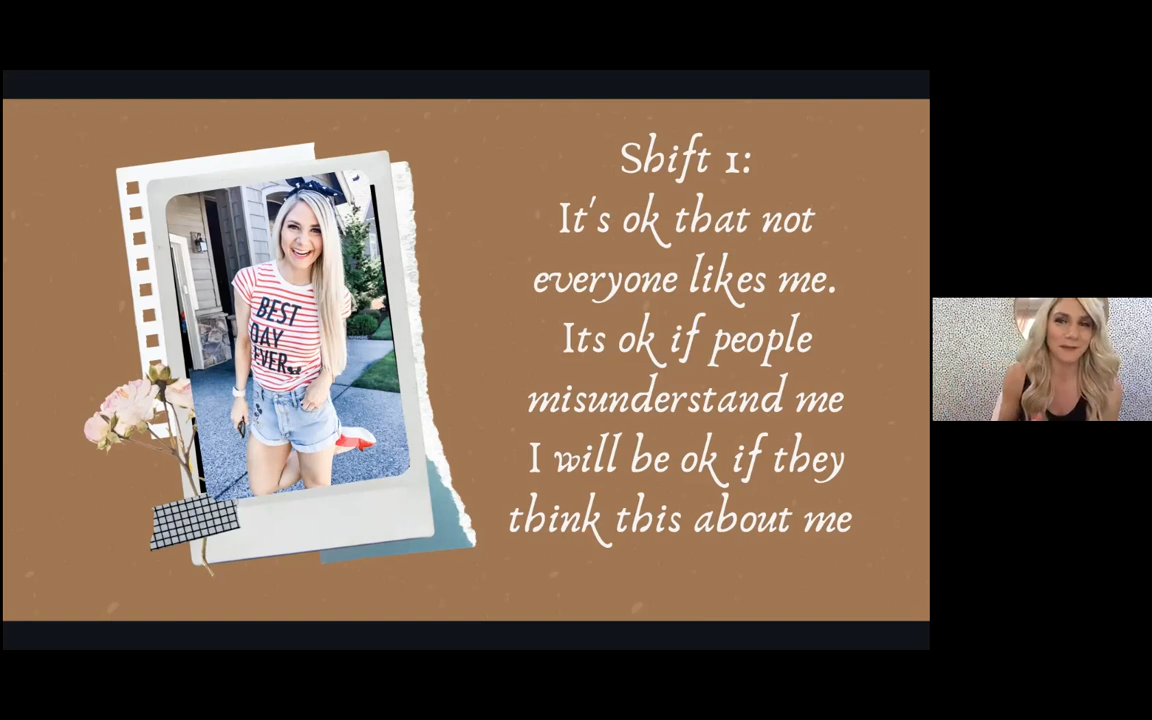 BEST
DAY
EVER
Shift 1:
It's ok that not
everyone likes me.
Its ok if people
misunderstand me
I will be ok if they
think this about me